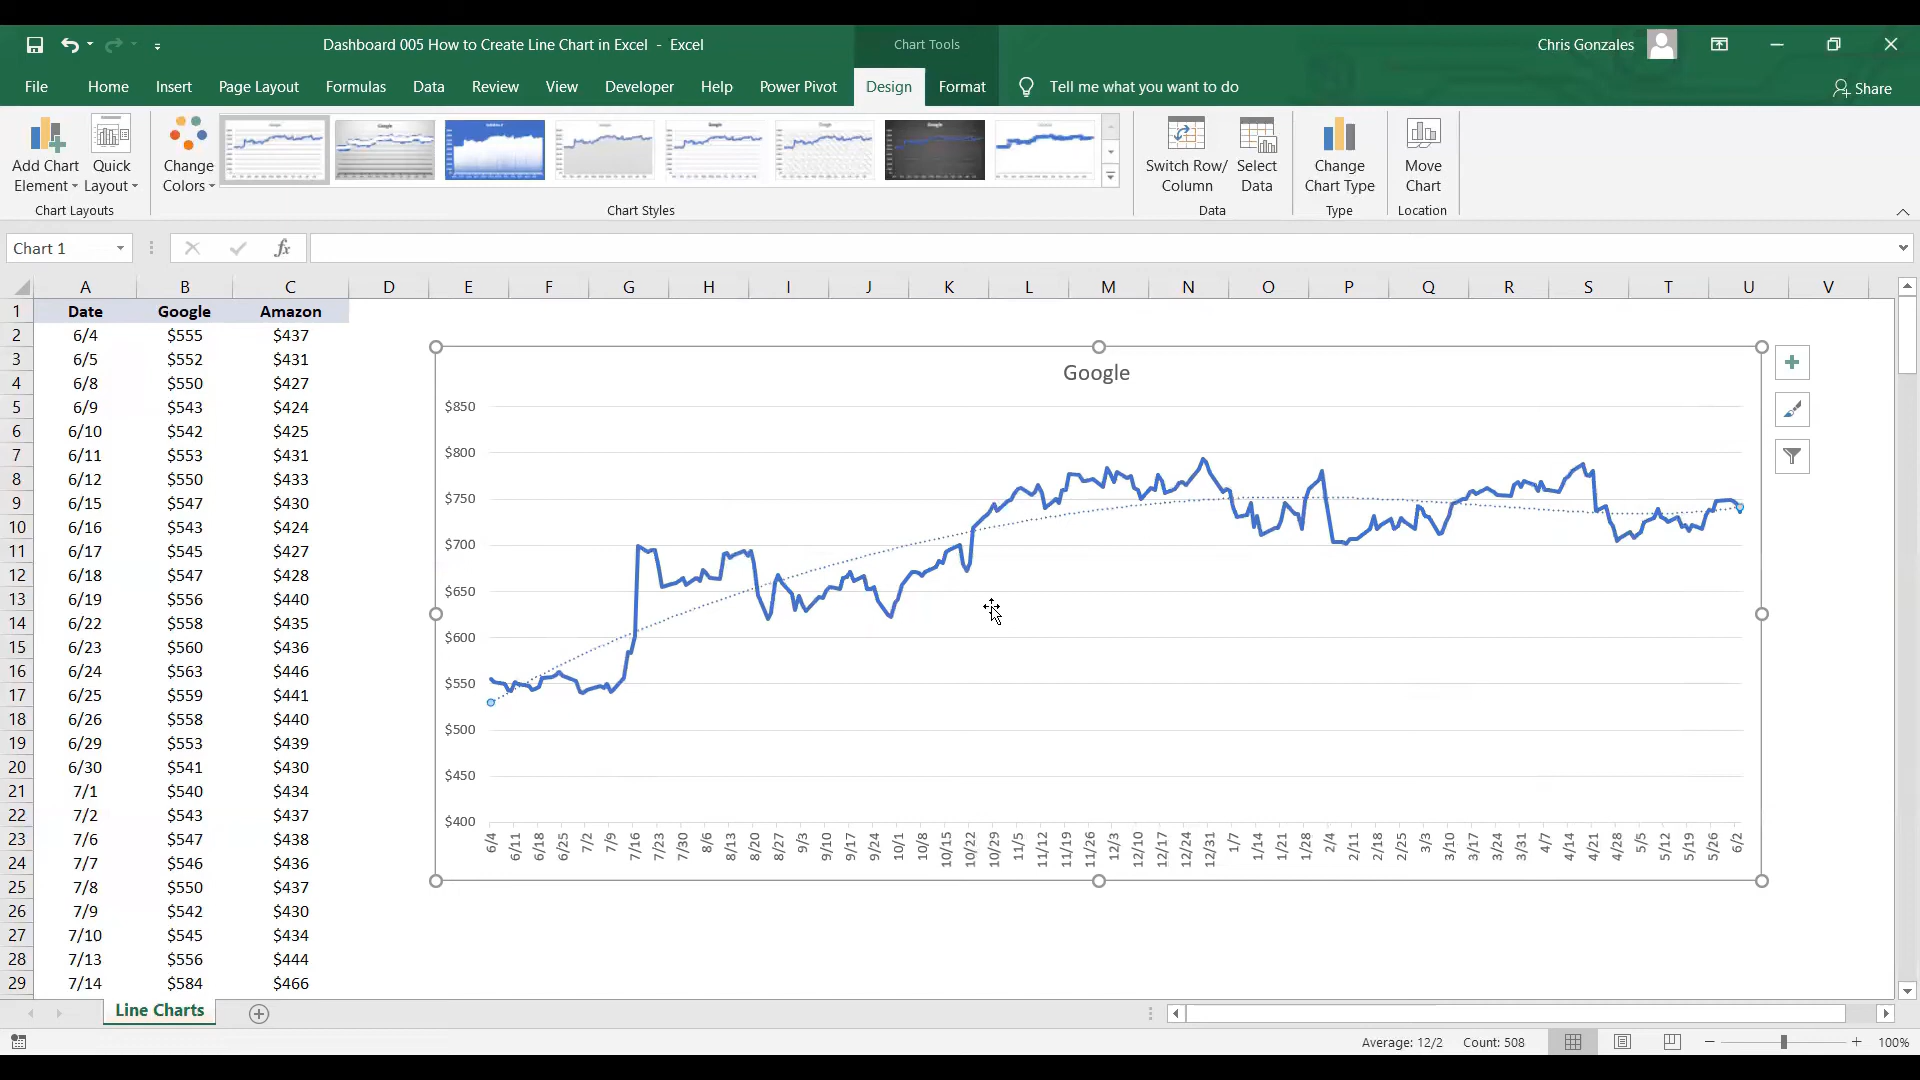 Dashboard 005 How to Create Line Chart in Excel - Excel
Chart Tools
Chris Gonzales
File Home Insert Page Layout Formulas Data Review View Developer Help Power Pivot Design Format Tell me what you want to do Share
Add Chart Element
Quick Layout
Change Colors
Switch Row/ Column
Select Data
Change Chart Type
Move Chart
Chart Layouts Chart Styles Data Type Location
Chart 1 fx
A B C D E F G H I J K L M N O P Q R S T U V
1 Date Google Amazon
2 6/4 $555 $437
3 6/5 $552 $431
4 6/8 $550 $427
5 6/9 $543 $424
6 6/10 $542 $425
7 6/11 $553 $431
8 6/12 $550 $433
9 6/15 $547 $430
10 6/16 $543 $424
11 6/17 $545 $427
12 6/18 $547 $428
13 6/19 $556 $440
14 6/22 $558 $435
15 6/23 $560 $436
16 6/24 $563 $446
17 6/25 $559 $441
18 6/26 $558 $440
19 6/29 $553 $439
20 6/30 $541 $430
21 7/1 $540 $434
22 7/2 $543 $437
23 7/6 $547 $438
24 7/7 $546 $436
25 7/8 $550 $437
26 7/9 $542 $430
27 7/10 $545 $434
28 7/13 $556 $444
29 7/14 $584 $466
Google
$850
$800
$750
$700
$650
$600
$550
$500
$450
$400
6/4 6/11 6/18 6/25 7/2 7/9 7/16 7/23 7/30 8/6 8/13 8/20 8/27 9/3 9/10 9/17 9/24 10/1 10/8 10/15 10/22 10/29 11/5 11/12 11/19 11/26 12/3 12/10 12/17 12/24 12/31 1/7 1/14 1/21 1/28 2/4 2/11 2/18 2/25 3/3 3/10 3/17 3/24 3/31 4/7 4/14 4/21 4/28 5/5 5/12 5/19 5/26 6/2
Line Charts
Average: 12/2 Count: 508 100%